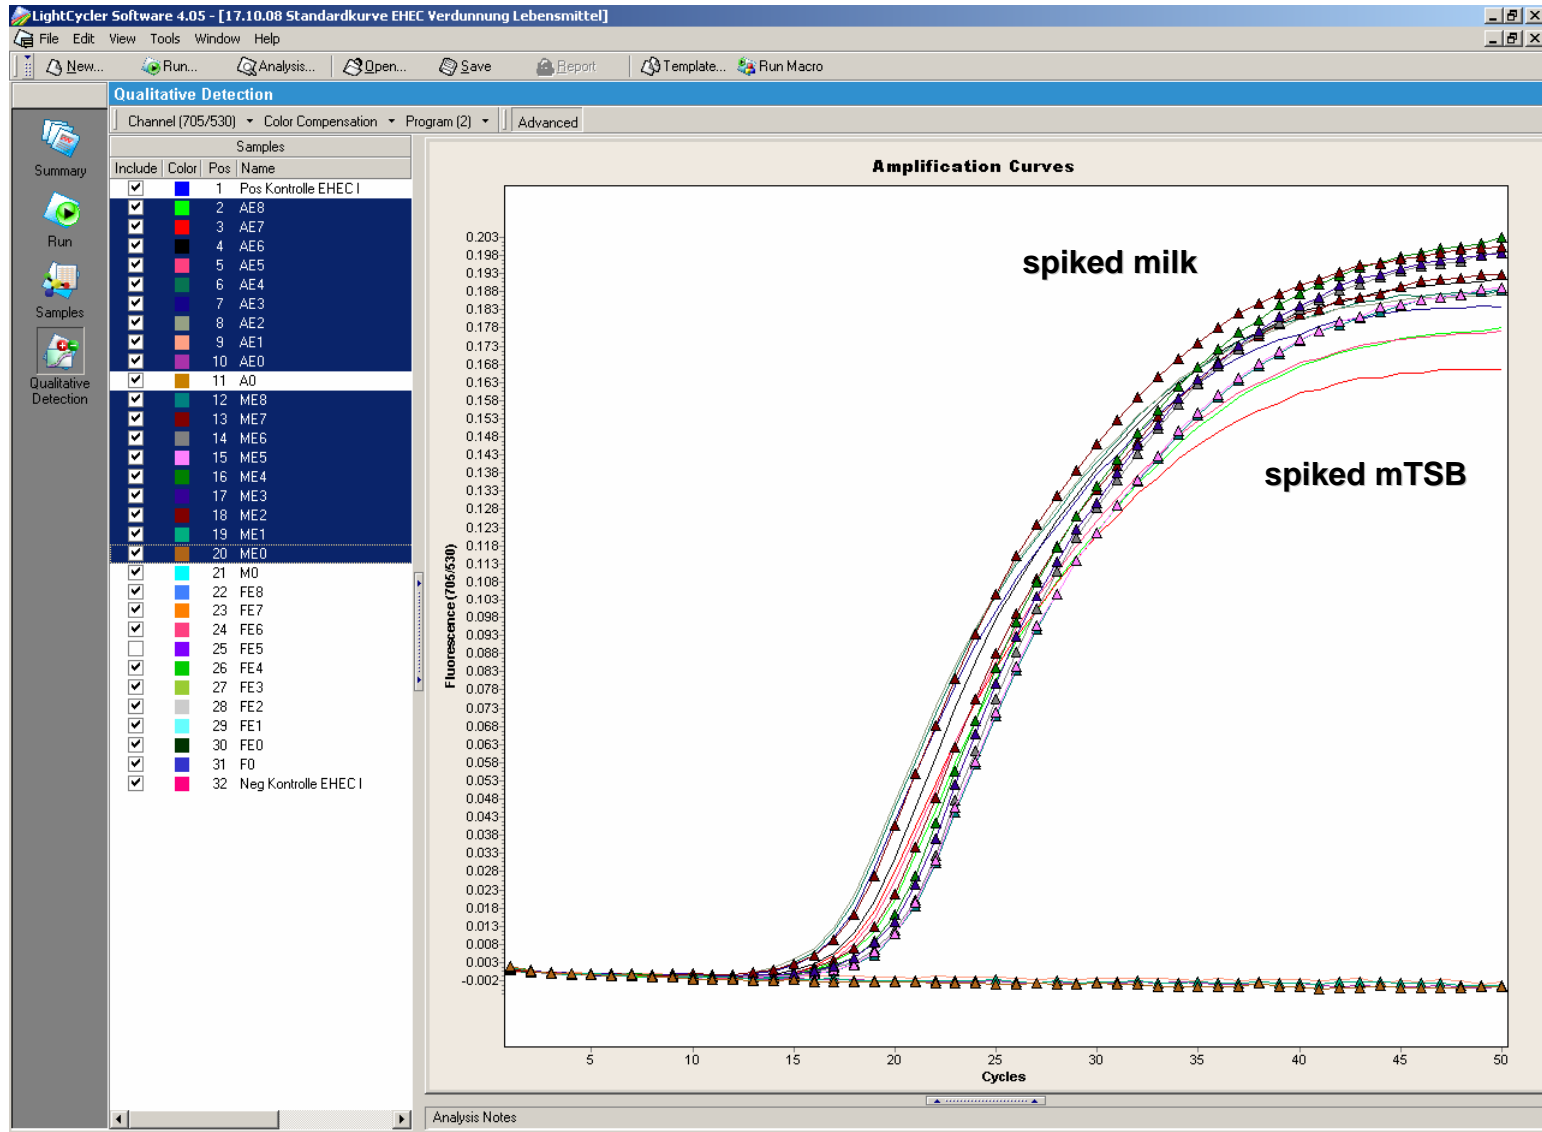 LightCycler Software 4.05 - [17.10.08 Standardkurve EHEC Verdunnung Lebensmittel]
File Edit View Tools Window Help
New... Run... Analysis... Open... Save Report Template... Run Macro
Qualitative Detection
Channel (705/530) Color Compensation Program (2) Advanced
Summary
Run
Samples
Qualitative
Detection
Samples
Include Color Pos Name
1 Pos Kontrolle EHEC I
2 AE8
3 AE7
4 AE6
5 AE5
6 AE4
7 AE3
8 AE2
9 AE1
10 AE0
11 A0
12 ME8
13 ME7
14 ME6
15 ME5
16 ME4
17 ME3
18 ME2
19 ME1
20 ME0
21 M0
22 FE8
23 FE7
24 FE6
25 FE5
26 FE4
27 FE3
28 FE2
29 FE1
30 FE0
31 F0
32 Neg Kontrolle EHEC I
Amplification Curves
spiked milk
spiked mTSB
Fluorescence (705/530)
0.203
0.198
0.193
0.188
0.183
0.178
0.173
0.168
0.163
0.158
0.153
0.148
0.143
0.138
0.133
0.128
0.123
0.118
0.113
0.108
0.103
0.098
0.093
0.088
0.083
0.078
0.073
0.068
0.063
0.058
0.053
0.048
0.043
0.038
0.033
0.028
0.023
0.018
0.013
0.008
0.003
-0.002
5 10 15 20 25 30 35 40 45 50
Cycles
Analysis Notes